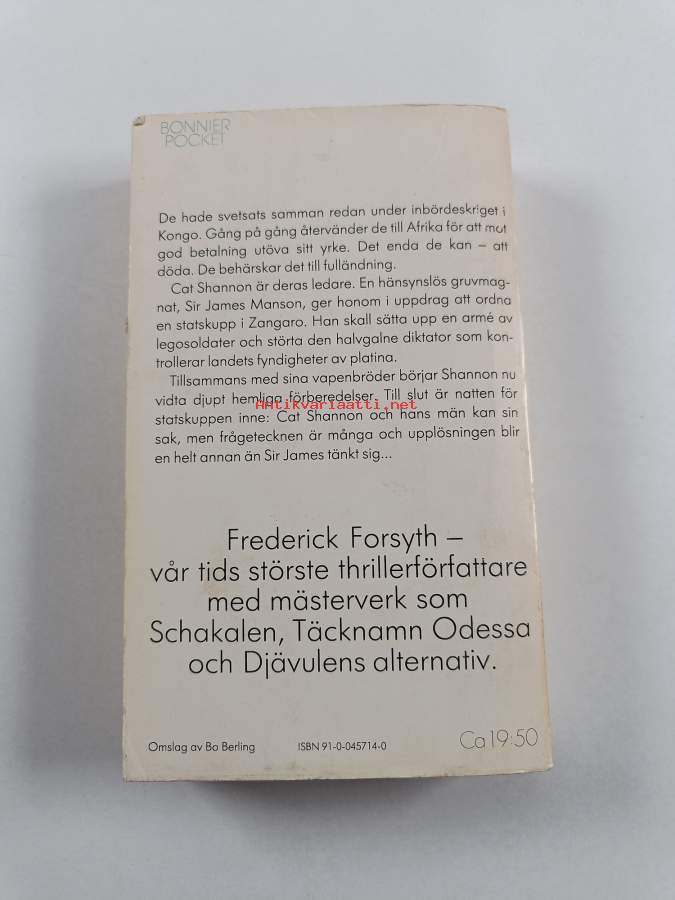 BONNIER
POCKET
De hade svetsats samman redan under inbördeskriget i
Kongo. Gång på gång återvänder de till Afrika för att mot
god betalning utöva sitt yrke. Det enda de kan – att
döda. De behärskar det till fulländning.
Cat Shannon är deras ledare. En hänsynslös gruvmag-
nat, Sir James Manson, ger honom i uppdrag att ordna
en statskupp i Zangaro. Han skall sätta upp en armé av
legosoldater och störta den halvgalne diktator som kon-
trollerar landets fyndigheter av platina.
Tillsammans med sina vapenbröder börjar Shannon nu
vidta djupt hemliga förberedelser. Till slut är natten för
Antikvariaatti.net
statskuppen inne: Cat Shannon och hans män kan sin
sak, men frågetecknen är många och upplösningen blir
en helt annan än Sir James tänkt sig...
Frederick Forsyth –
vår tids störste thrillerförfattare
med mästerverk som
Schakalen, Täcknamn Odessa
och Djävulens alternativ.
Omslag av Bo Berling ISBN 91-0-045714-0 Ca 19:50